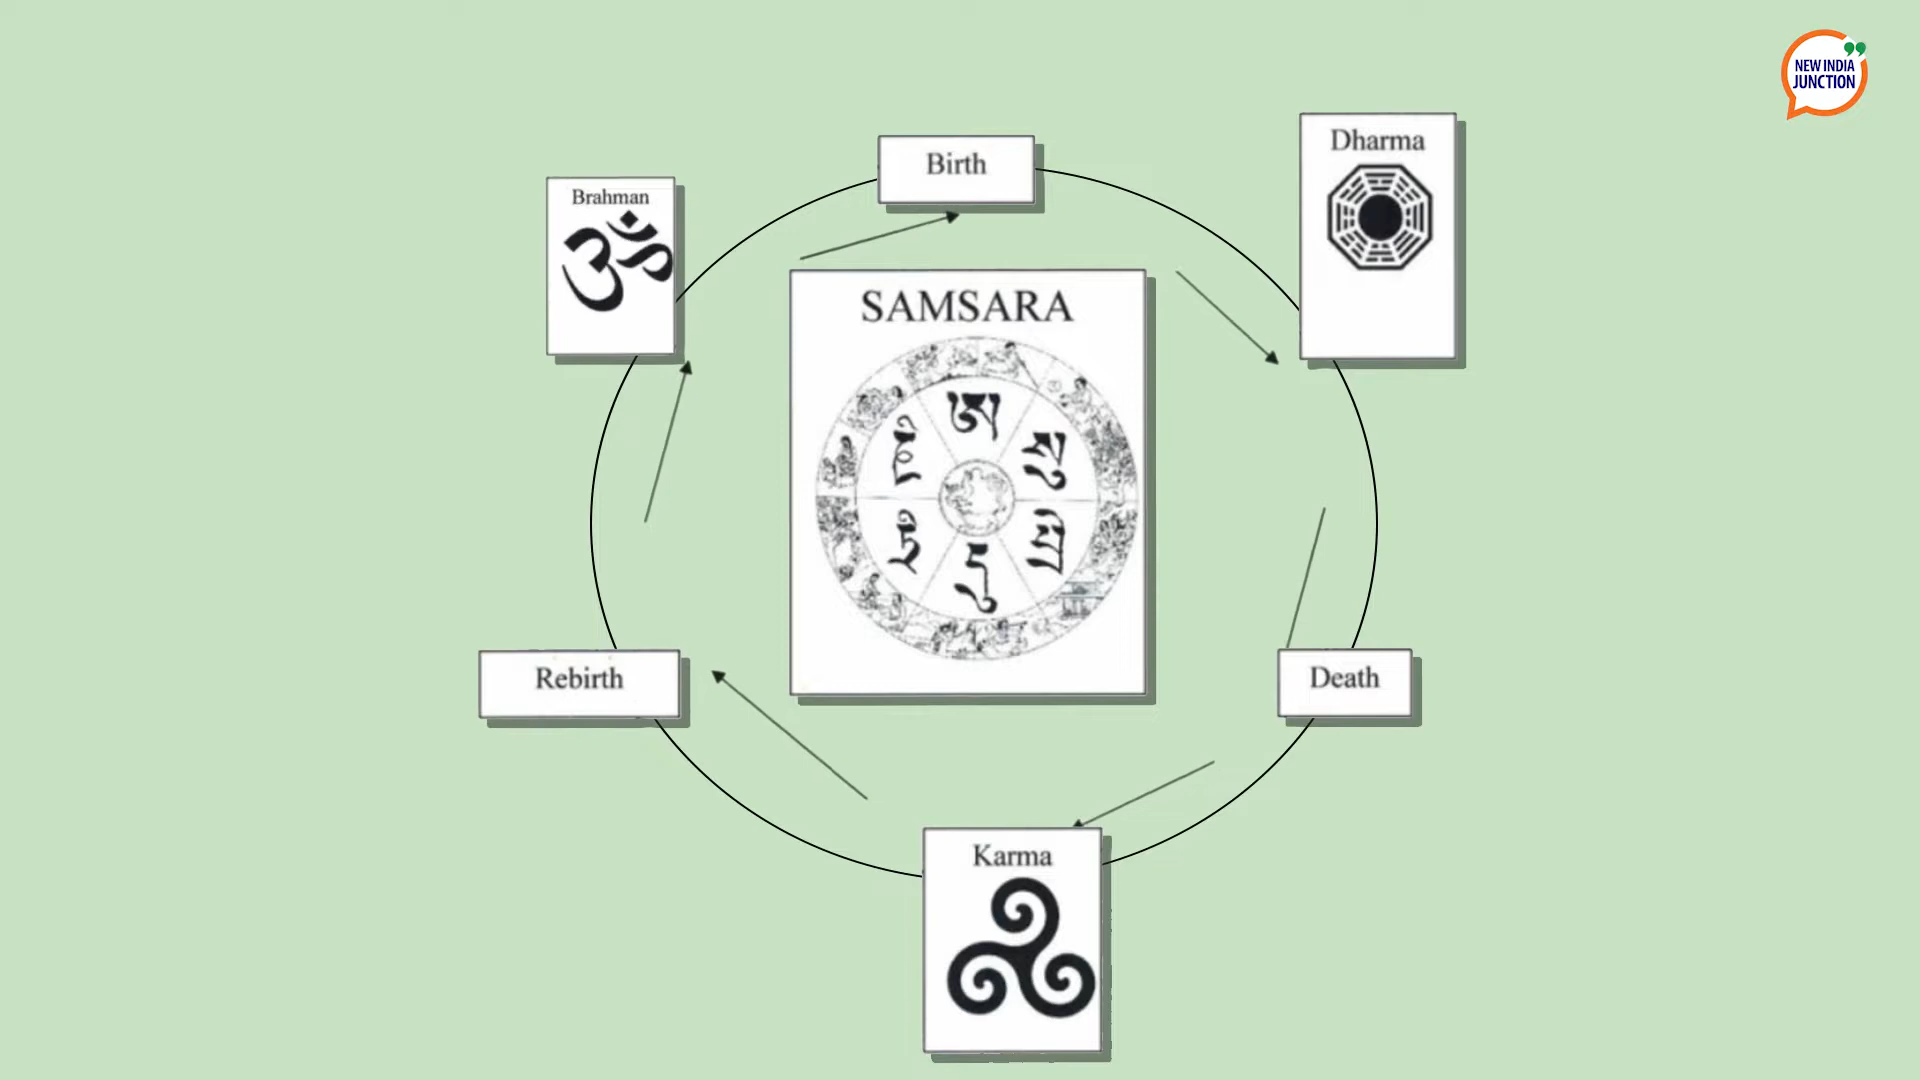 NEW INDIA
JUNCTION
Birth
Dharma
Brahman
SAMSARA
Rebirth
Death
Karma